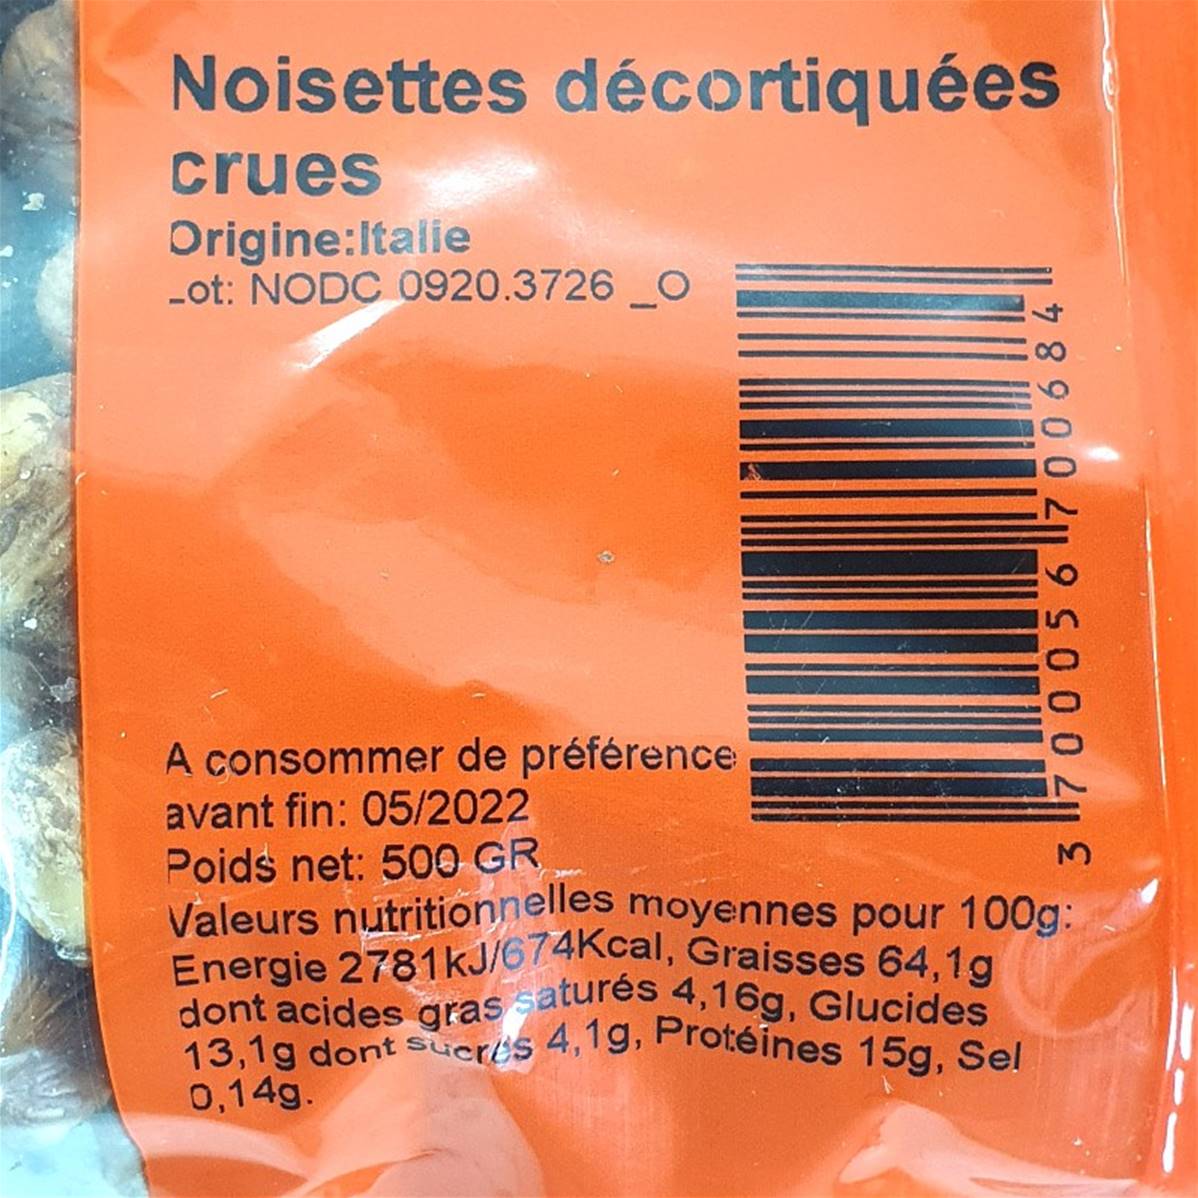 Noisettes décortiquées
crues
Origine:Italie
Lot: NODC 0920.3726 _O
A consommer de préférence
avant fin: 05/2022
Poids net: 500 GR
Valeurs nutritionnelles moyennes pour 100g:
Energie 2781kJ/674Kcal, Graisses 64,1g
dont acides gras saturés 4,16g, Glucides
13,1g dont sucres 4,1g, Protéines 15g, Sel
0,14g.
3 700056 700684